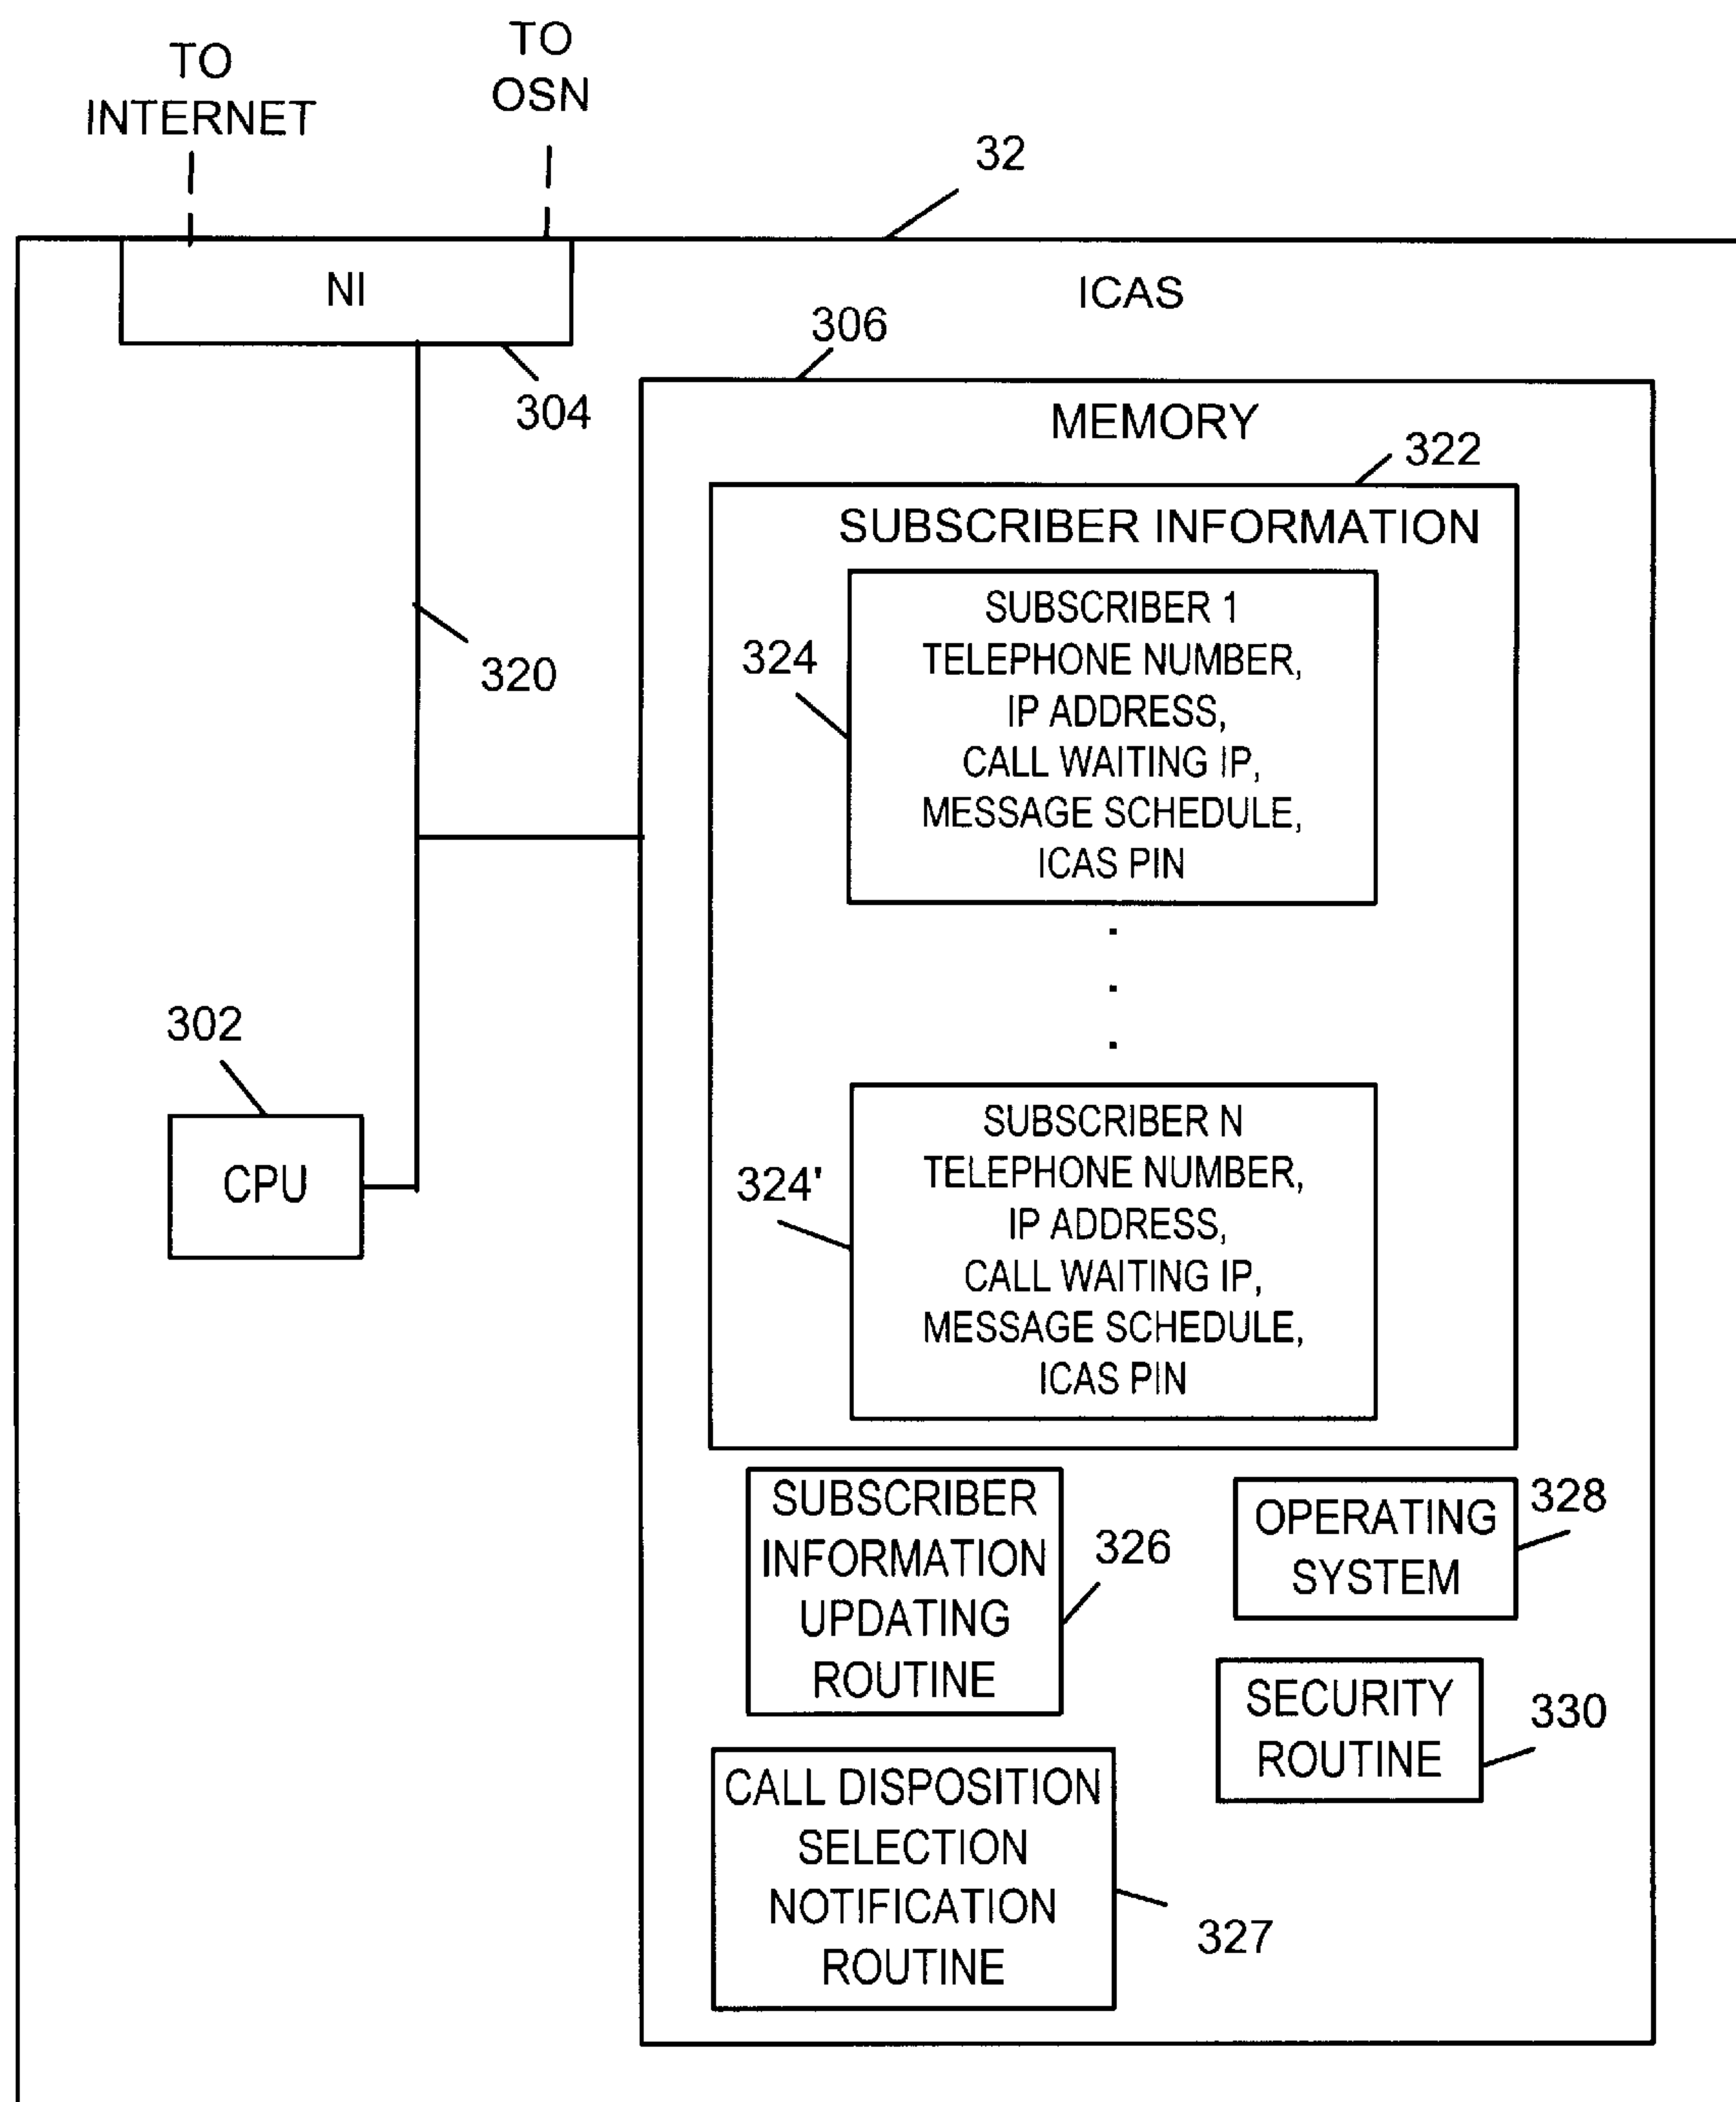 TO
INTERNET
TO
OSN
32
NI
ICAS
304
306
MEMORY
322
SUBSCRIBER INFORMATION
320
324
SUBSCRIBER 1
TELEPHONE NUMBER,
IP ADDRESS,
CALL WAITING IP,
MESSAGE SCHEDULE,
ICAS PIN
.
.
.
302
CPU
324'
SUBSCRIBER N
TELEPHONE NUMBER,
IP ADDRESS,
CALL WAITING IP,
MESSAGE SCHEDULE,
ICAS PIN
SUBSCRIBER
INFORMATION
UPDATING
ROUTINE
326
OPERATING
SYSTEM
328
SECURITY
ROUTINE
330
CALL DISPOSITION
SELECTION
NOTIFICATION
ROUTINE
327